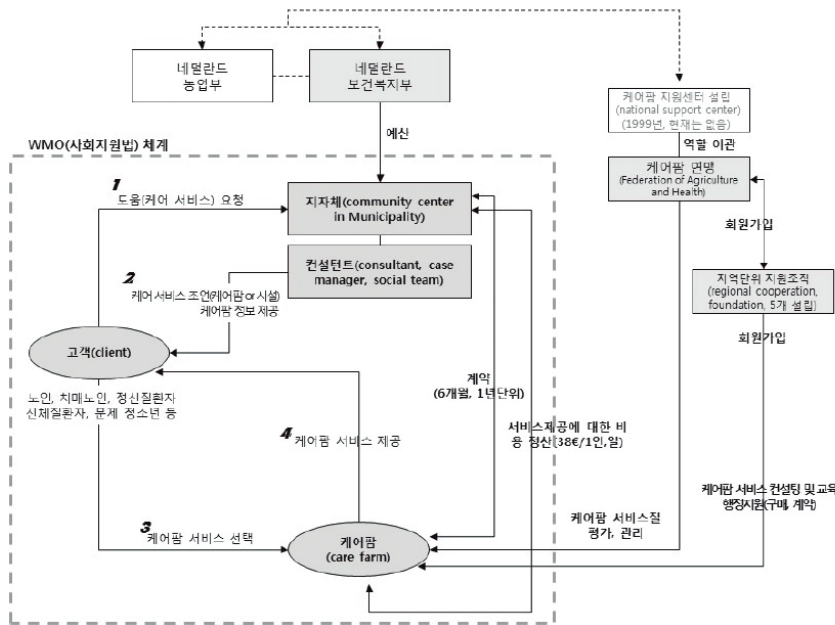 네덜란드
농업부
네덜란드
보건복지부
케어팜 지원센터 설립
(national support center)
(1999년, 현재는 없음)
예산
역할 이관
WMO(사회지원법) 체계
케어팜 연맹
(Federation of Agriculture
and Health)
1
도움(케어 서비스) 요청
지자체(community center
in Municipality)
회원가입
컨설턴트(consultant, case
manager, social team)
2
케어서비스 조언(케어팜or시설)
케어팜 정보 제공
지역단위 지원조직
(regional cooperation,
foundation, 5개 설립)
회원가입
고객(client)
노인, 치매노인, 정신질환자
신체질환자, 문제 청소년 등
계약
(6개월, 1년단위)
4
케어팜 서비스 제공
서비스제공에 대한 비
용 정산(38€/1인,일)
케어팜 서비스 컨설팅 및 교육
행정지원(구매, 계약)
3
케어팜 서비스 선택
케어팜
(care farm)
케어팜 서비스질
평가, 관리